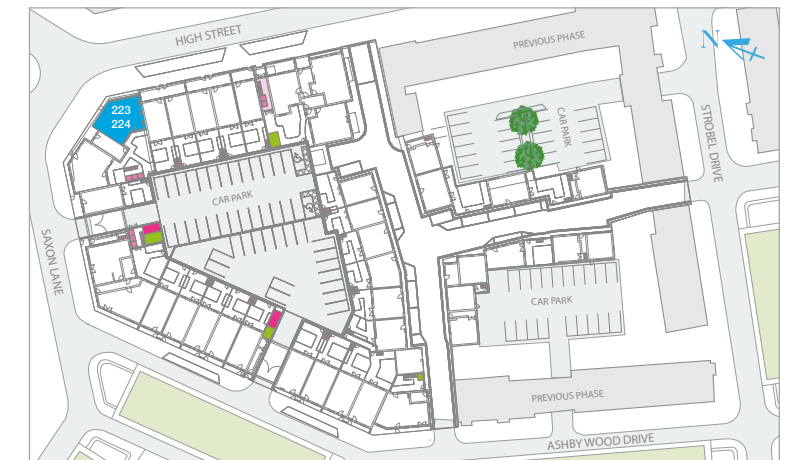 HIGH STREET
PREVIOUS PHASE
N
223
224
CAR PARK
STROBEL DRIVE
CAR PARK
SAXON LANE
CAR PARK
PREVIOUS PHASE
ASHBY WOOD DRIVE